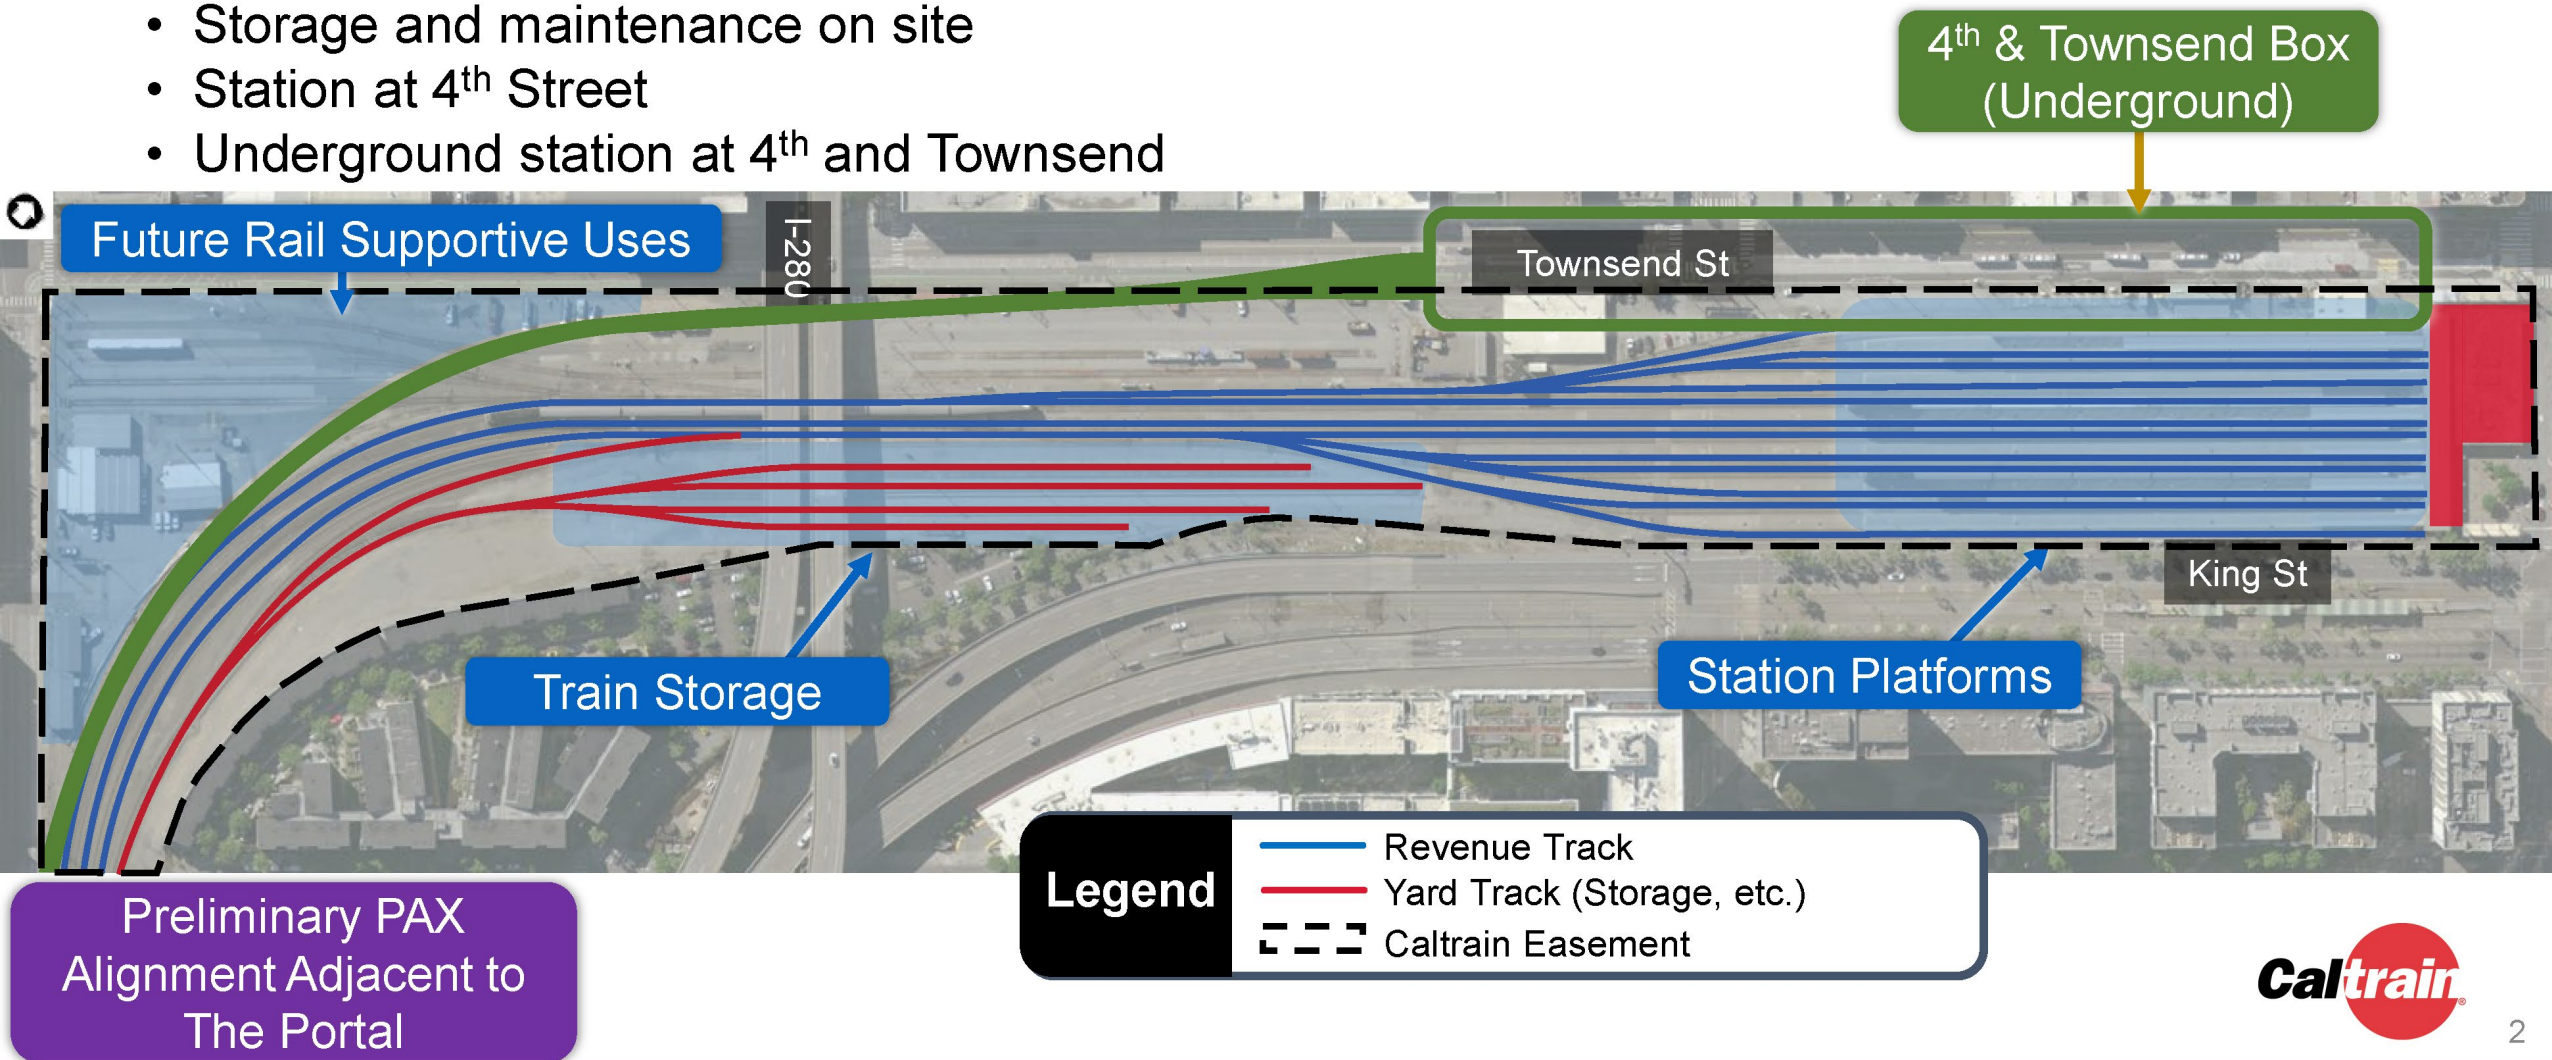 • Storage and maintenance on site
• Station at 4th Street
• Underground station at 4th and Townsend
4th & Townsend Box
(Underground)
Future Rail Supportive Uses
I-280
Townsend St
King St
Train Storage
Station Platforms
Preliminary PAX
Alignment Adjacent to
The Portal
Legend
Revenue Track
Yard Track (Storage, etc.)
Caltrain Easement
Caltrain®
2